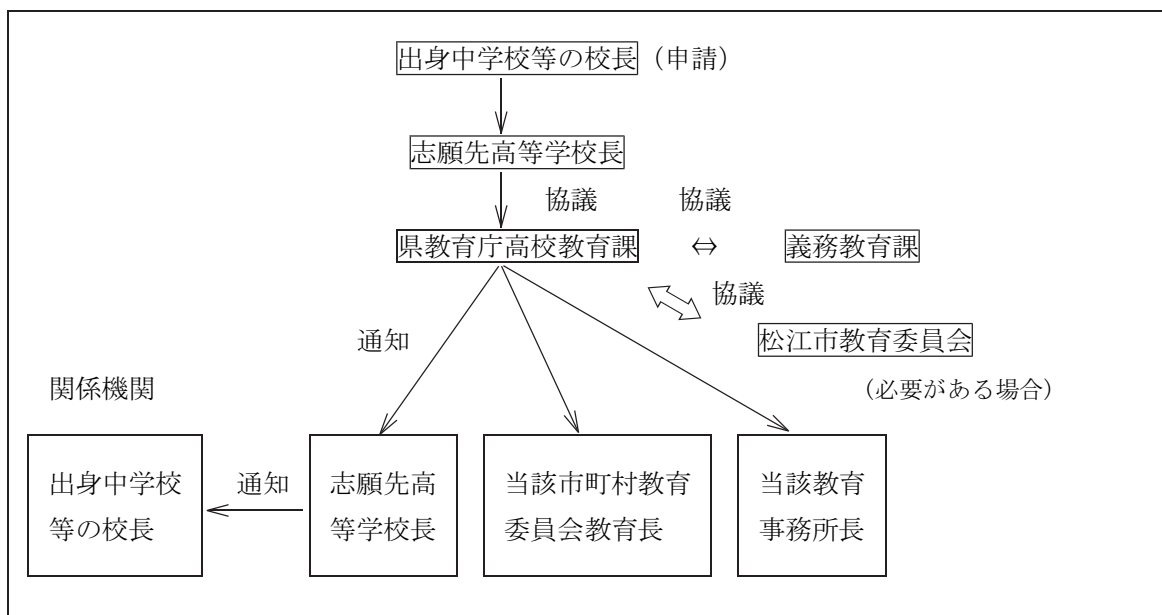 出身中学校等の校長（申請）
志願先高等学校長
協議 協議
県教育庁高校教育課 ⇔ 義務教育課
協議
松江市教育委員会
通知
（必要がある場合）
関係機関
出身中学校
等の校長
通知
志願先高
等学校長
当該市町村教育
委員会教育長
当該教育
事務所長